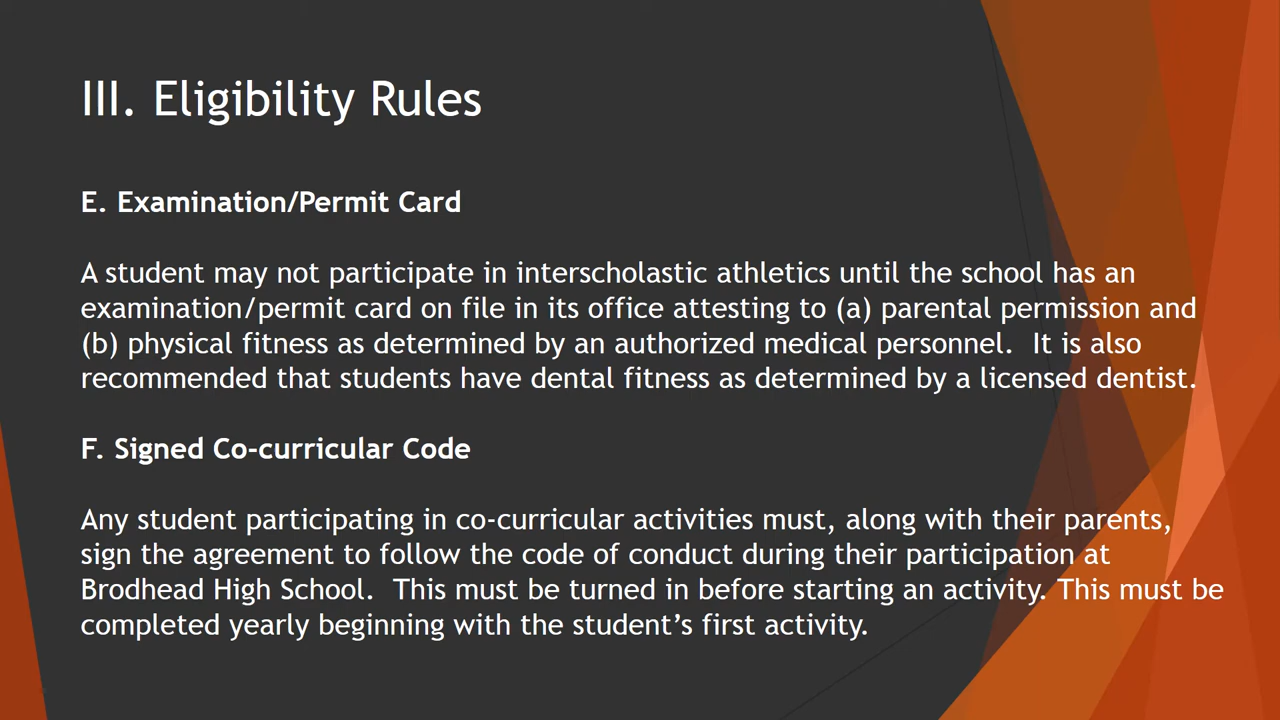 III. Eligibility Rules
E. Examination/Permit Card
A student may not participate in interscholastic athletics until the school has an
examination/permit card on file in its office attesting to (a) parental permission and
(b) physical fitness as determined by an authorized medical personnel.  It is also
recommended that students have dental fitness as determined by a licensed dentist.
F. Signed Co-curricular Code
Any student participating in co-curricular activities must, along with their parents,
sign the agreement to follow the code of conduct during their participation at
Brodhead High School.  This must be turned in before starting an activity. This must be
completed yearly beginning with the student’s first activity.